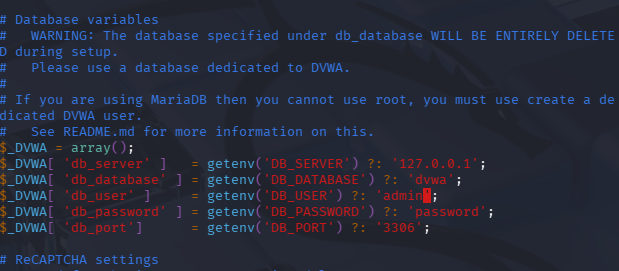 # Database variables
#   WARNING: The database specified under db_database WILL BE ENTIRELY DELETE
D during setup.
#   Please use a database dedicated to DVWA.
#
# If you are using MariaDB then you cannot use root, you must use create a de
dicated DVWA user.
#   See README.md for more information on this.
$_DVWA = array();
$_DVWA[ 'db_server' ]   = getenv('DB_SERVER') ?: '127.0.0.1';
$_DVWA[ 'db_database' ] = getenv('DB_DATABASE') ?: 'dvwa';
$_DVWA[ 'db_user' ]     = getenv('DB_USER') ?: 'admin';
$_DVWA[ 'db_password' ] = getenv('DB_PASSWORD') ?: 'password';
$_DVWA[ 'db_port']      = getenv('DB_PORT') ?: '3306';

# ReCAPTCHA settings